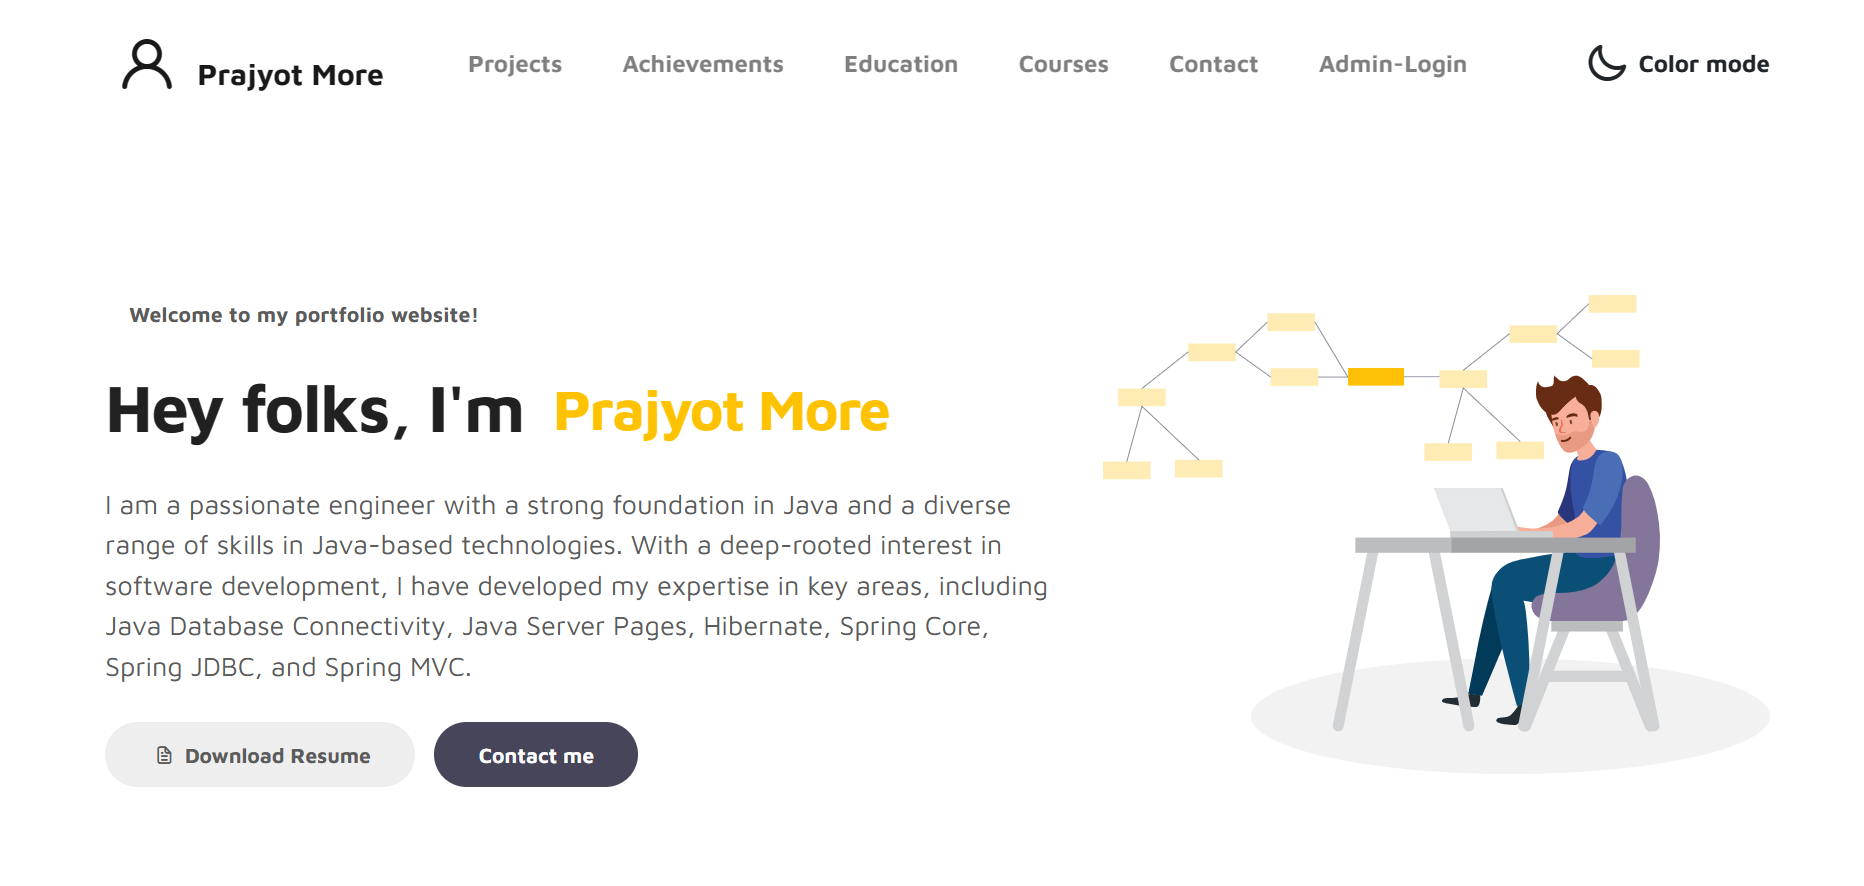 Prajyot More
Projects
Achievements
Education
Courses
Contact
Admin-Login
Color mode
Welcome to my portfolio website!
Hey folks, I'm Prajyot More
I am a passionate engineer with a strong foundation in Java and a diverse
range of skills in Java-based technologies. With a deep-rooted interest in
software development, I have developed my expertise in key areas, including
Java Database Connectivity, Java Server Pages, Hibernate, Spring Core,
Spring JDBC, and Spring MVC.
Download Resume
Contact me